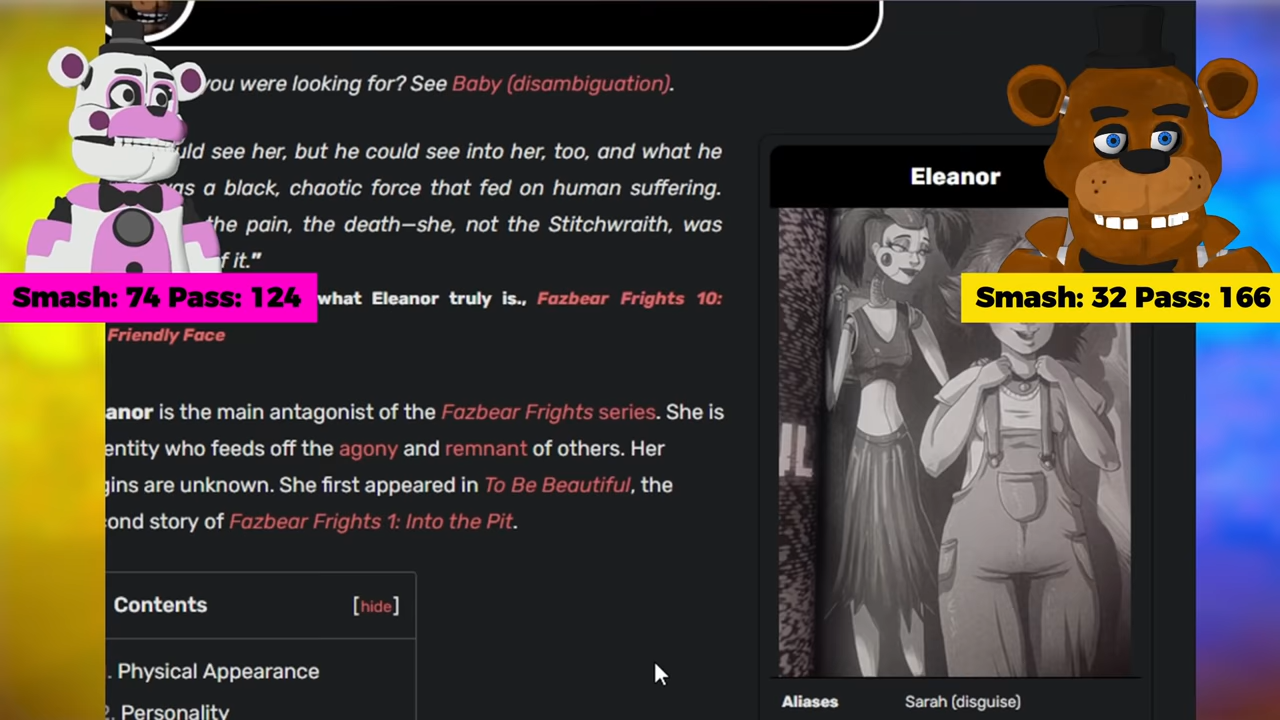 you were looking for? See Baby (disambiguation).
uld see her, but he could see into her, too, and what he
as a black, chaotic force that fed on human suffering.
the pain, the death—she, not the Stitchwraith, was
of it."
what Eleanor truly is., Fazbear Frights 10:
Friendly Face
Eleanor
Smash: 74 Pass: 124
Smash: 32 Pass: 166
anor is the main antagonist of the Fazbear Frights series. She is
entity who feeds off the agony and remnant of others. Her
gins are unknown. She first appeared in To Be Beautiful, the
ond story of Fazbear Frights 1: Into the Pit.
Contents [hide]
. Physical Appearance
2. Personality
Aliases Sarah (disguise)